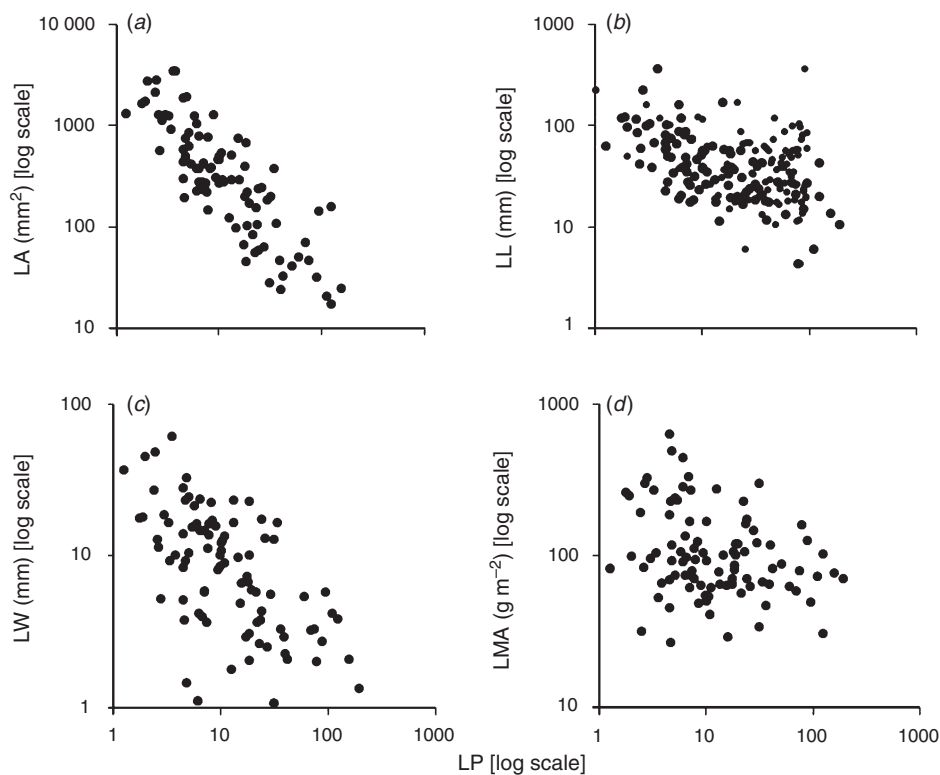 (a)
10 000
1000
100
10
LA (mm²) [log scale]
(b)
1000
100
10
1
LL (mm) [log scale]
(c)
100
10
1
LW (mm) [log scale]
1 10 100 1000
(d)
1000
100
10
LMA (g m⁻²) [log scale]
1 10 100 1000
LP [log scale]